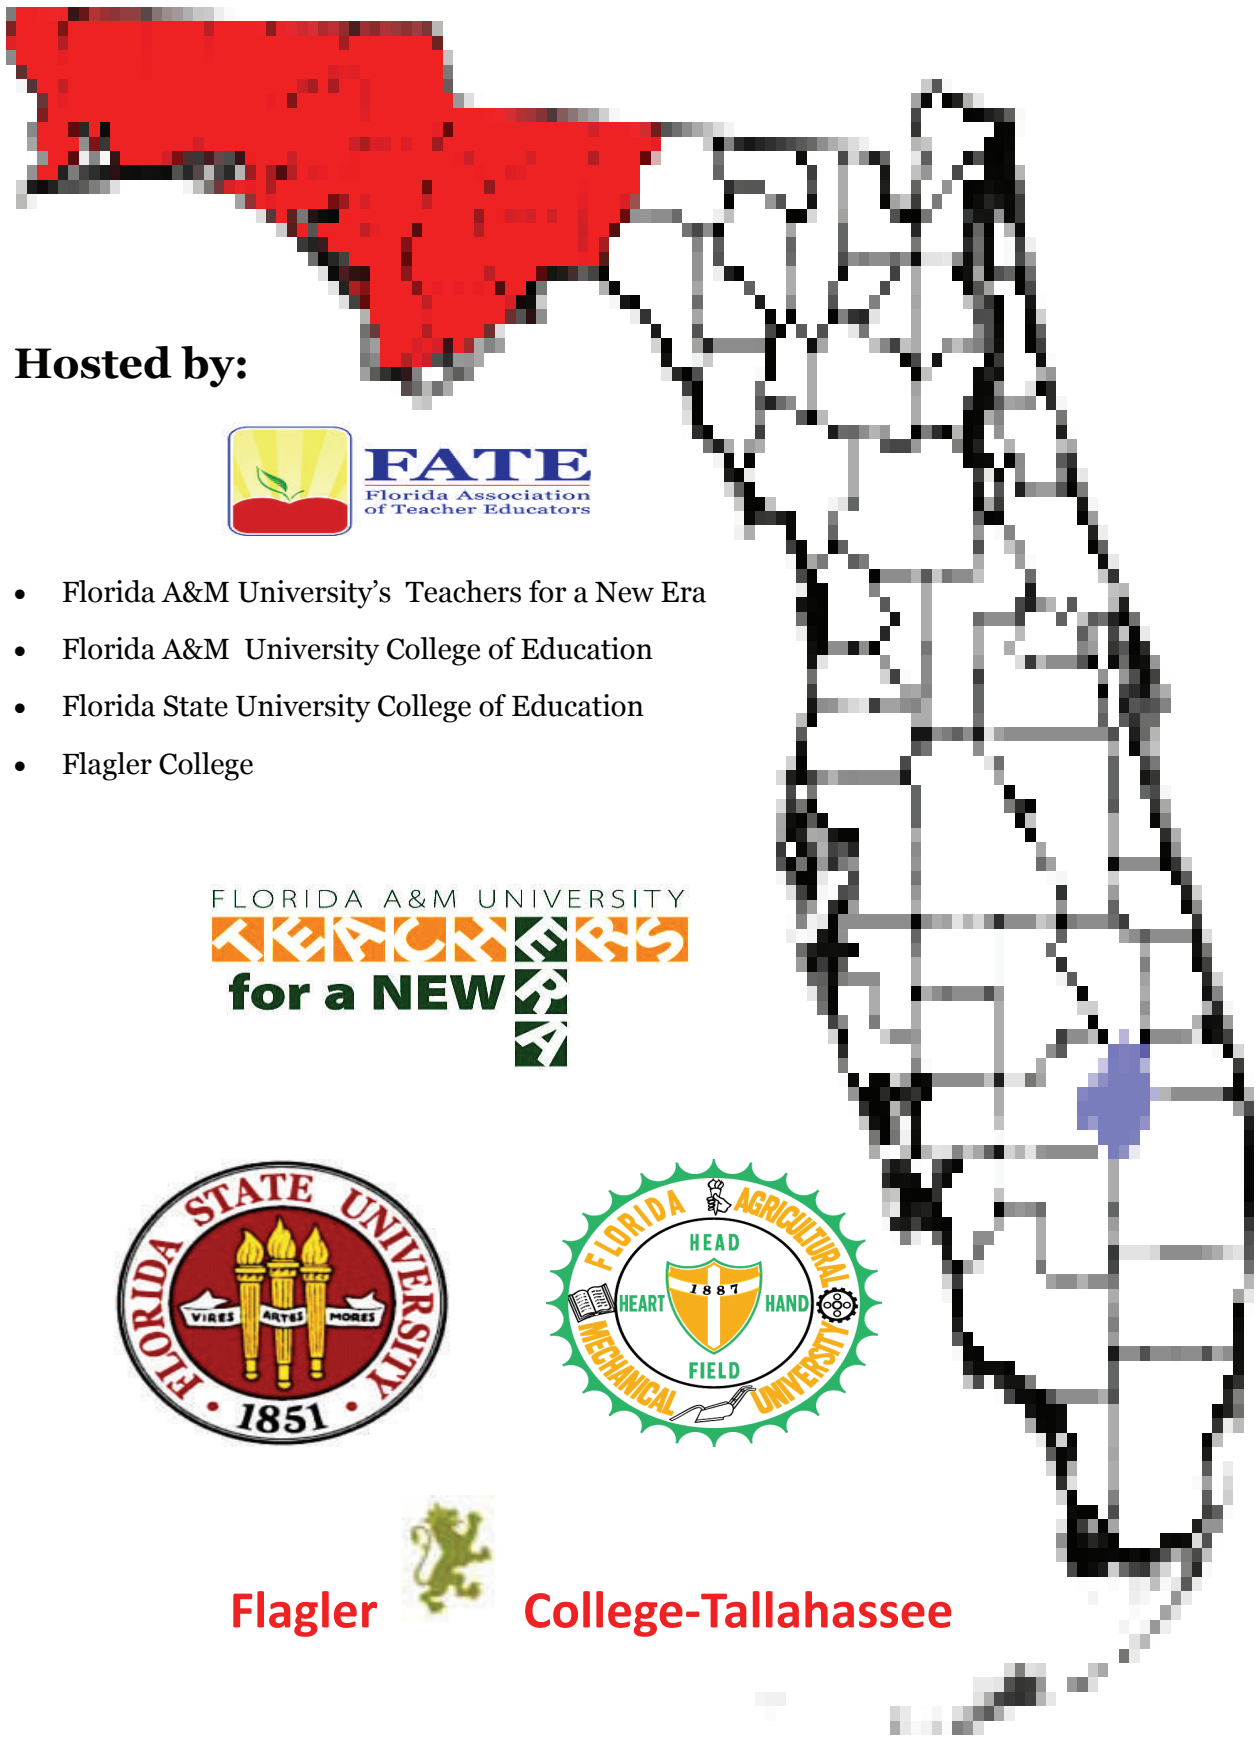 Hosted by:
FATE
Florida Association
of Teacher Educators
• Florida A&M University’s Teachers for a New Era
• Florida A&M University College of Education
• Florida State University College of Education
• Flagler College
FLORIDA A&M UNIVERSITY
TEACHERS
for a NEW ERA
FLORIDA STATE UNIVERSITY
VIRES ARTES MORES
• 1851 •
FLORIDA AGRICULTURAL
HEAD
1887
HEART HAND
FIELD
MECHANICAL UNIVERSITY
Flagler College-Tallahassee